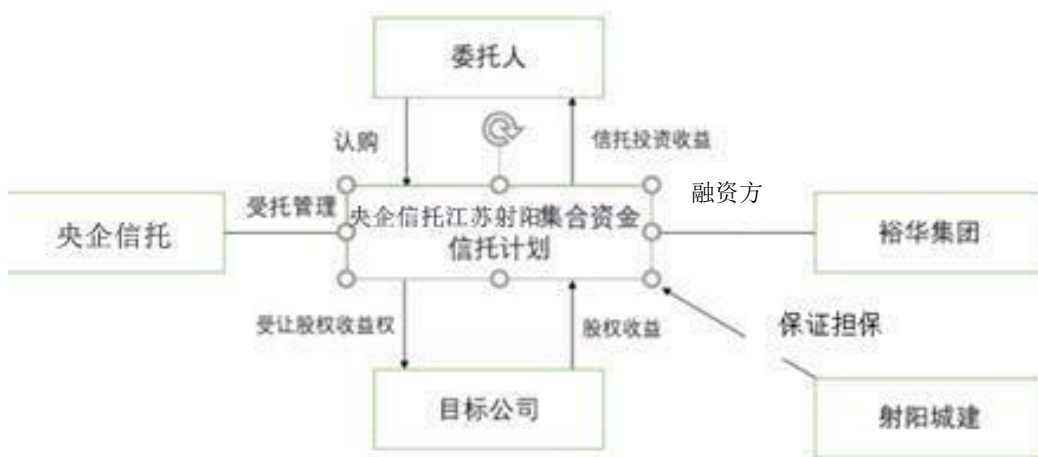 委托人
认购
信托投资收益
融资方
受托管理
央企信托
央企信托江苏射阳集合资金
信托计划
裕华集团
受让股权收益权
股权收益
保证担保
目标公司
射阳城建